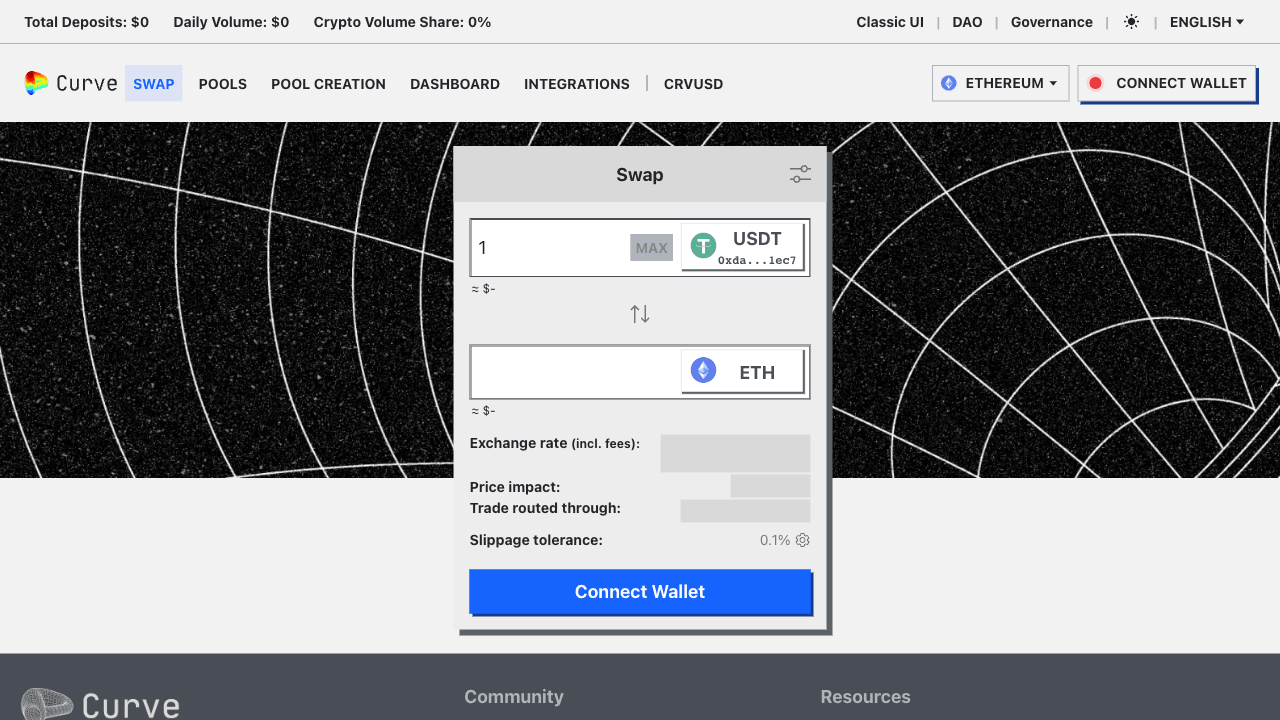 Total Deposits: $0 Daily Volume: $0 Crypto Volume Share: 0% Classic UI | DAO | Governance | | ENGLISH
Curve SWAP POOLS POOL CREATION DASHBOARD INTEGRATIONS | CRVUSD ETHEREUM CONNECT WALLET
Swap
1 MAX USDT
0xda...1ec7
≈ $-
ETH
≈ $-
Exchange rate (incl. fees):
Price impact:
Trade routed through:
Slippage tolerance: 0.1%
Connect Wallet
Curve Community Resources